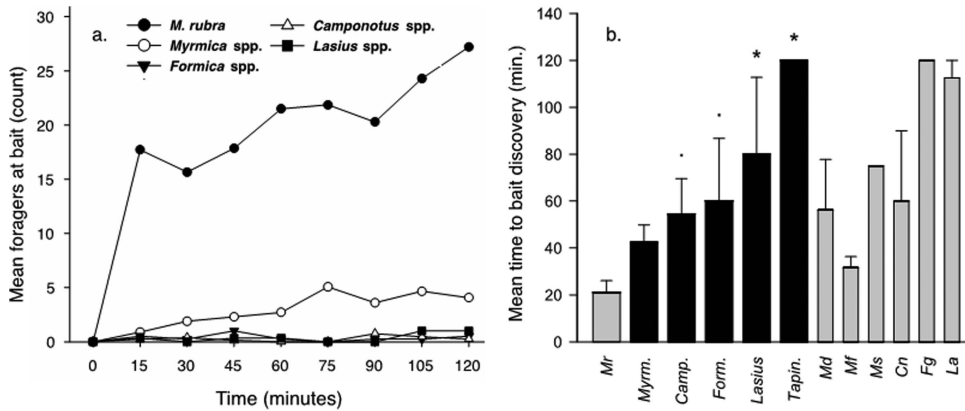 a.
M. rubra
Myrmica spp.
Formica spp.
Camponotus spp.
Lasius spp.
Mean foragers at bait (count)
30
25
20
15
10
5
0
0 15 30 45 60 75 90 105 120
Time (minutes)
b.
Mean time to bait discovery (min.)
140
120
100
80
60
40
20
0
. . * *
Mr Myrm. Camp. Form. Lasius Tapin. Md Mf Ms Cn Fg La